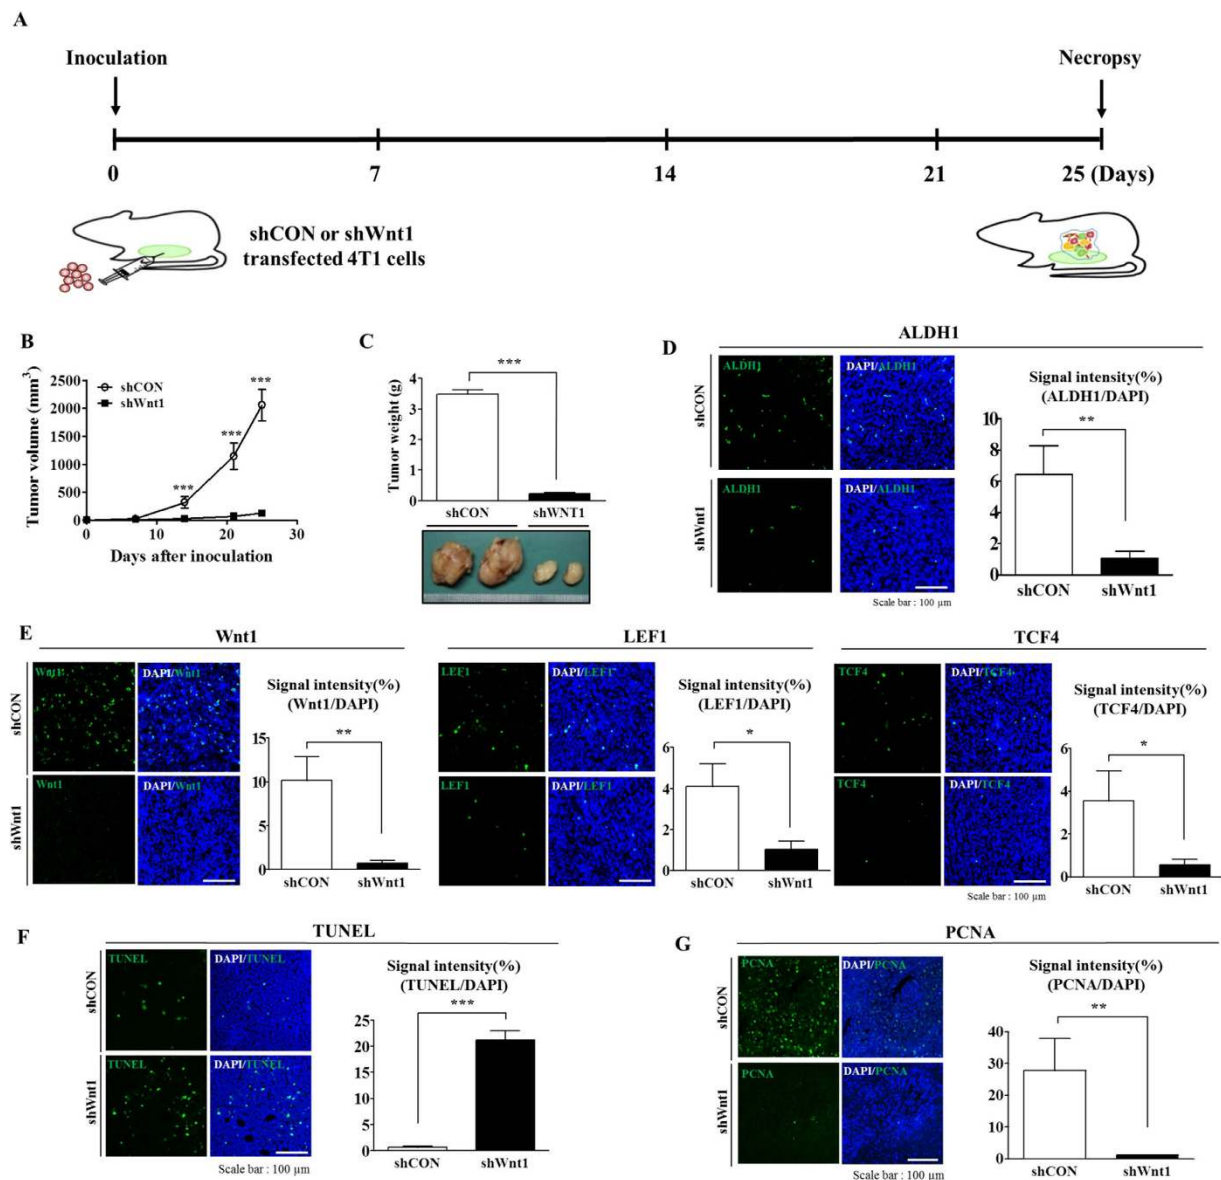 A
Inoculation
Necropsy
0
7
14
21
25 (Days)
shCON or shWnt1
transfected 4T1 cells
B
Tumor volume (mm³)
2500
2000
1500
1000
500
0
shCON
shWnt1
***
***
***
0
10
20
30
Days after inoculation
C
Tumor weight (g)
4
3
2
1
0
***
shCON
shWNT1
D
ALDH1
shCON
shWnt1
ALDH1
DAPI/ALDH1
ALDH1
DAPI/ALDH1
Scale bar : 100 µm
Signal intensity(%)
(ALDH1/DAPI)
10
8
6
4
2
0
**
shCON
shWnt1
E
Wnt1
shCON
shWnt1
Wnt1
DAPI/Wnt1
Wnt1
DAPI/Wnt1
Signal intensity(%)
(Wnt1/DAPI)
15
10
5
0
**
shCON
shWnt1
LEF1
LEF1
DAPI/LEF1
LEF1
DAPI/LEF1
Signal intensity(%)
(LEF1/DAPI)
6
4
2
0
*
shCON
shWnt1
TCF4
TCF4
DAPI/TCF4
TCF4
DAPI/TCF4
Scale bar : 100 µm
Signal intensity(%)
(TCF4/DAPI)
6
4
2
0
*
shCON
shWnt1
F
TUNEL
shCON
shWnt1
TUNEL
DAPI/TUNEL
TUNEL
DAPI/TUNEL
Scale bar : 100 µm
Signal intensity(%)
(TUNEL/DAPI)
25
20
15
10
5
0
***
shCON
shWnt1
G
PCNA
shCON
shWnt1
PCNA
DAPI/PCNA
PCNA
DAPI/PCNA
Scale bar : 100 µm
Signal intensity(%)
(PCNA/DAPI)
40
30
20
10
0
**
shCON
shWnt1